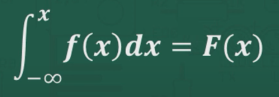 ∫_{-∞}^{x} f(x)dx = F(x)